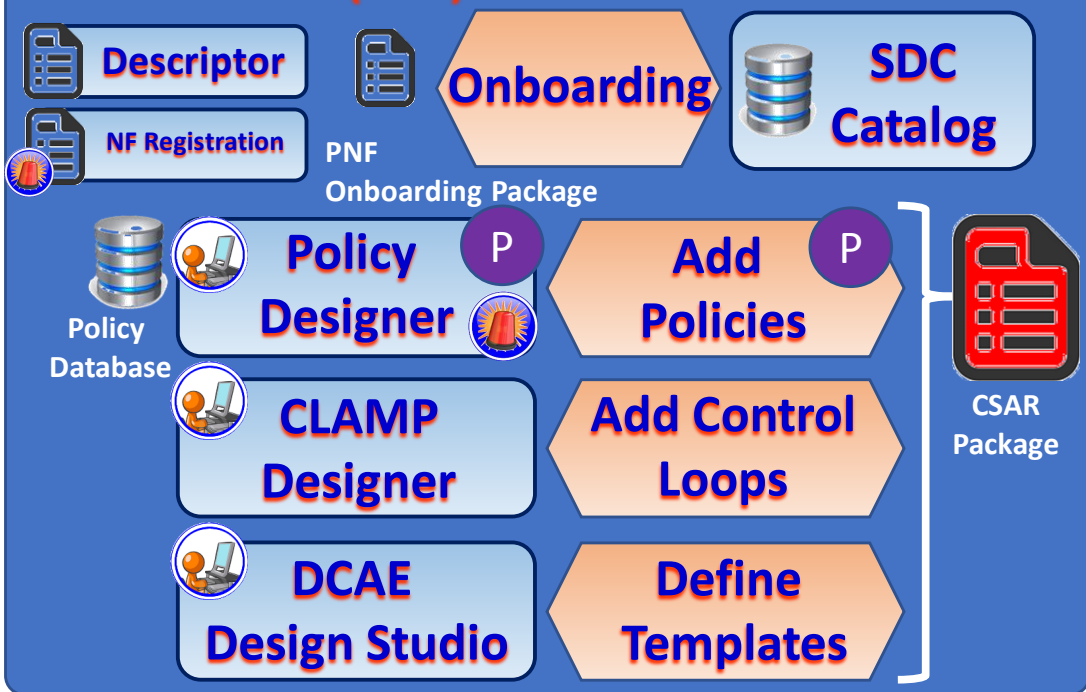 Descriptor
NF Registration
PNF
Onboarding Package
Onboarding
SDC
Catalog
Policy
Database
Policy
Designer
P
Add
Policies
P
CLAMP
Designer
Add Control
Loops
DCAE
Design Studio
Define
Templates
CSAR
Package